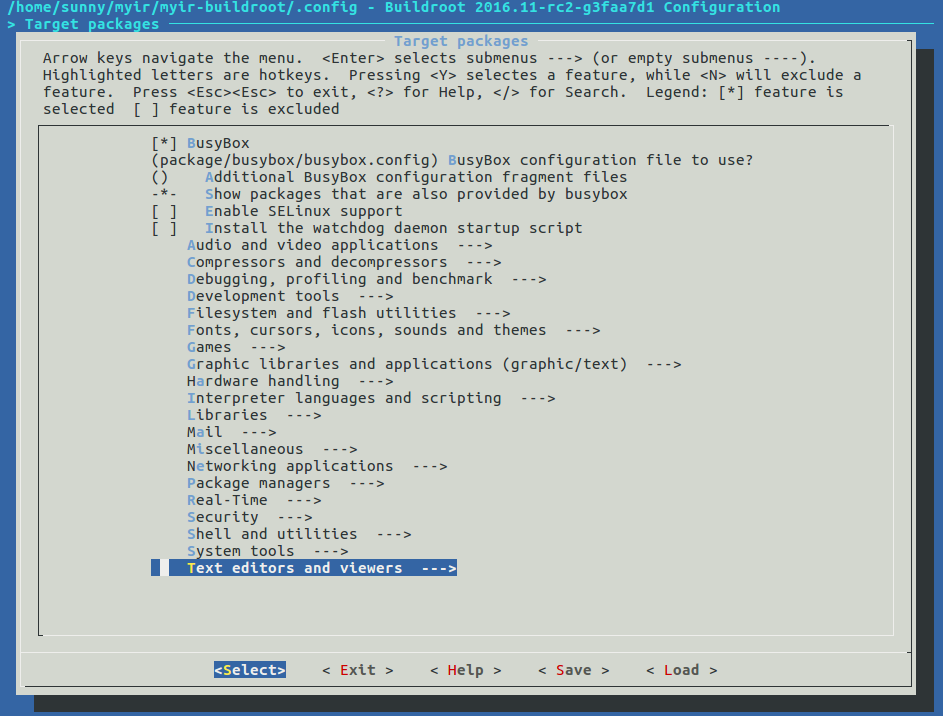 /home/sunny/myir/myir-buildroot/.config - Buildroot 2016.11-rc2-g3faa7d1 Configuration
> Target packages
Target packages
Arrow keys navigate the menu.  <Enter> selects submenus ---> (or empty submenus ----).
Highlighted letters are hotkeys.  Pressing <Y> selectes a feature, while <N> will exclude a
feature.  Press <Esc><Esc> to exit, <?> for Help, </> for Search.  Legend: [*] feature is
selected  [ ] feature is excluded
[*] BusyBox
(package/busybox/busybox.config) BusyBox configuration file to use?
()    Additional BusyBox configuration fragment files
-*-   Show packages that are also provided by busybox
[ ]   Enable SELinux support
[ ]   Install the watchdog daemon startup script
Audio and video applications  --->
Compressors and decompressors  --->
Debugging, profiling and benchmark  --->
Development tools  --->
Filesystem and flash utilities  --->
Fonts, cursors, icons, sounds and themes  --->
Games  --->
Graphic libraries and applications (graphic/text)  --->
Hardware handling  --->
Interpreter languages and scripting  --->
Libraries  --->
Mail  --->
Miscellaneous  --->
Networking applications  --->
Package managers  --->
Real-Time  --->
Security  --->
Shell and utilities  --->
System tools  --->
Text editors and viewers  --->
<Select>    < Exit >    < Help >    < Save >    < Load >